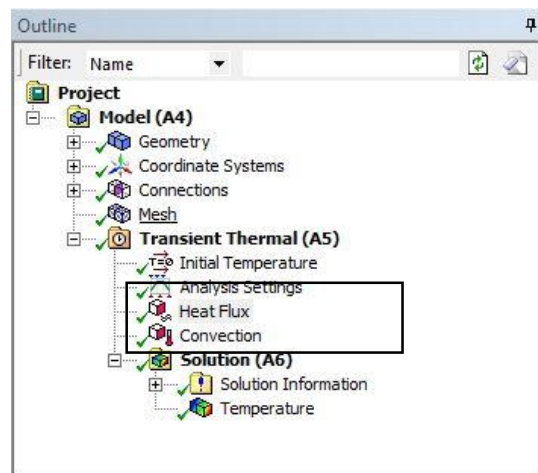 Outline
Filter: Name
Project
Model (A4)
Geometry
Coordinate Systems
Connections
Mesh
Transient Thermal (A5)
T=0 Initial Temperature
Analysis Settings
Heat Flux
Convection
Solution (A6)
Solution Information
Temperature